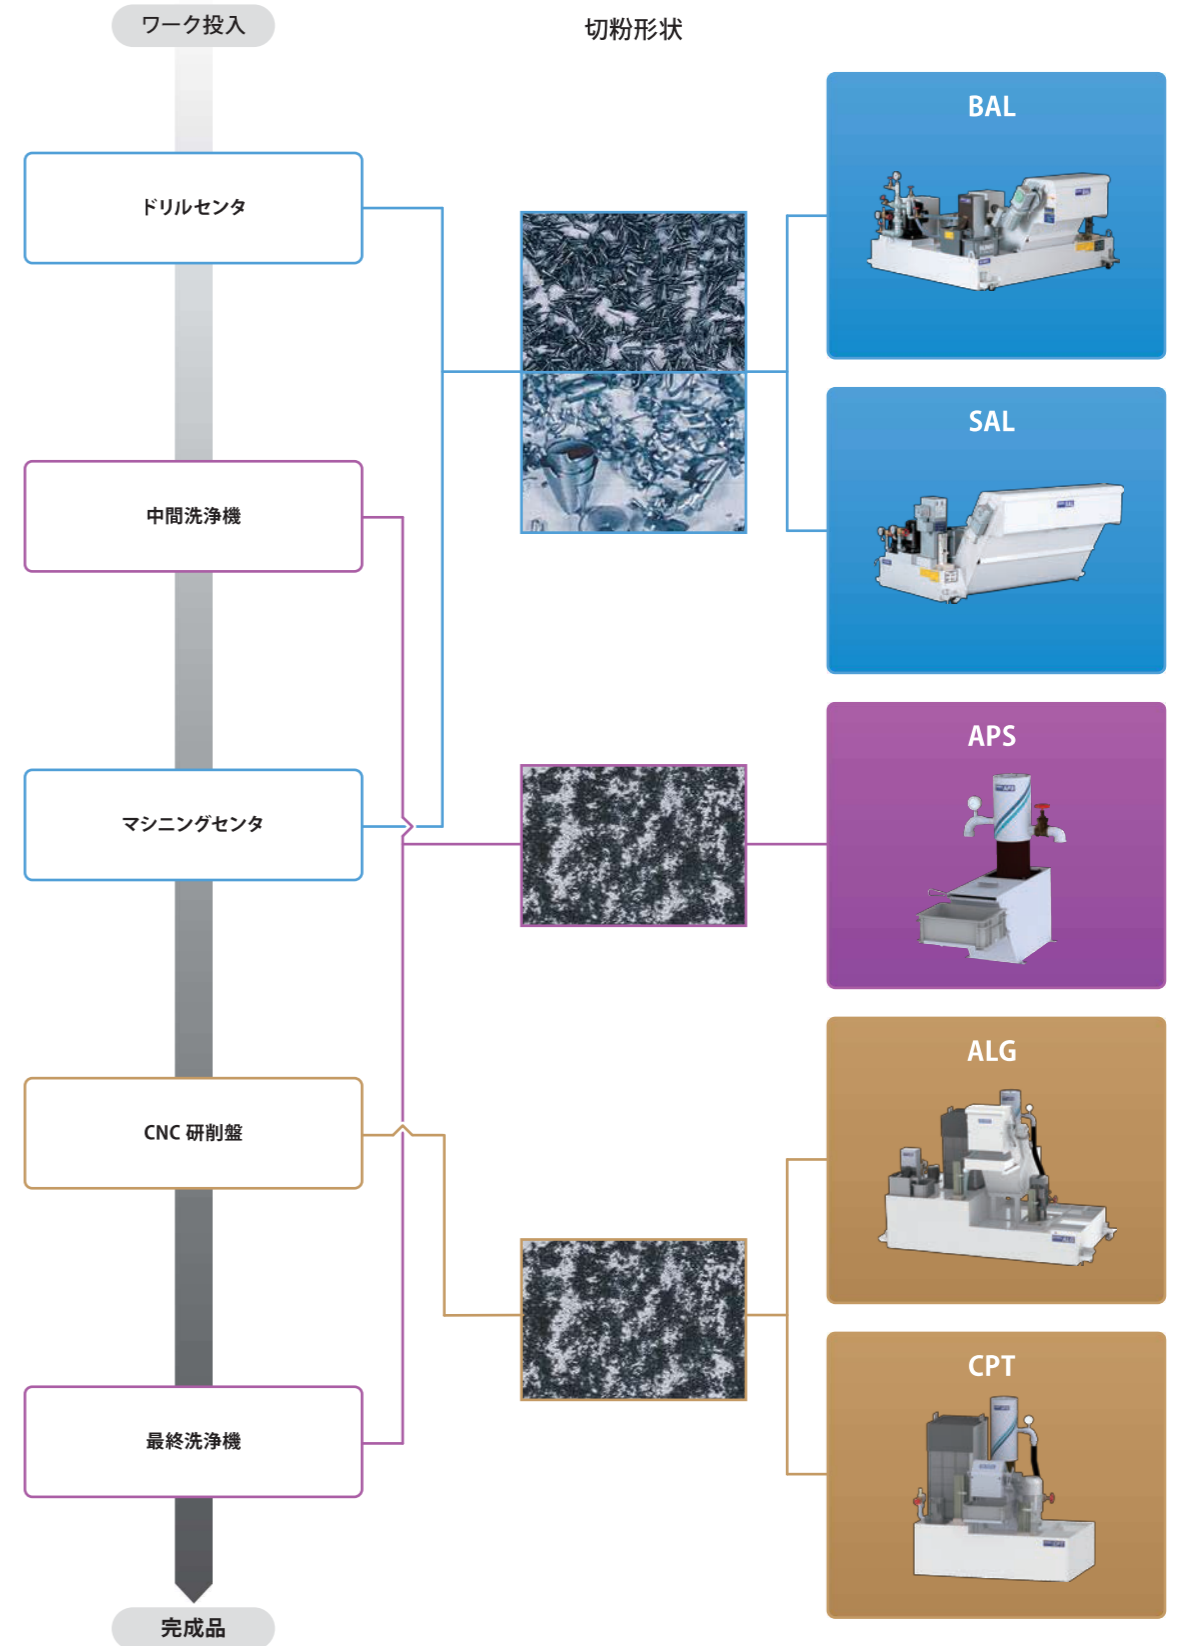 ワーク投入
切粉形状
BAL
ドリルセンタ
SAL
中間洗浄機
APS
マシニングセンタ
ALG
CNC 研削盤
CPT
最終洗浄機
完成品